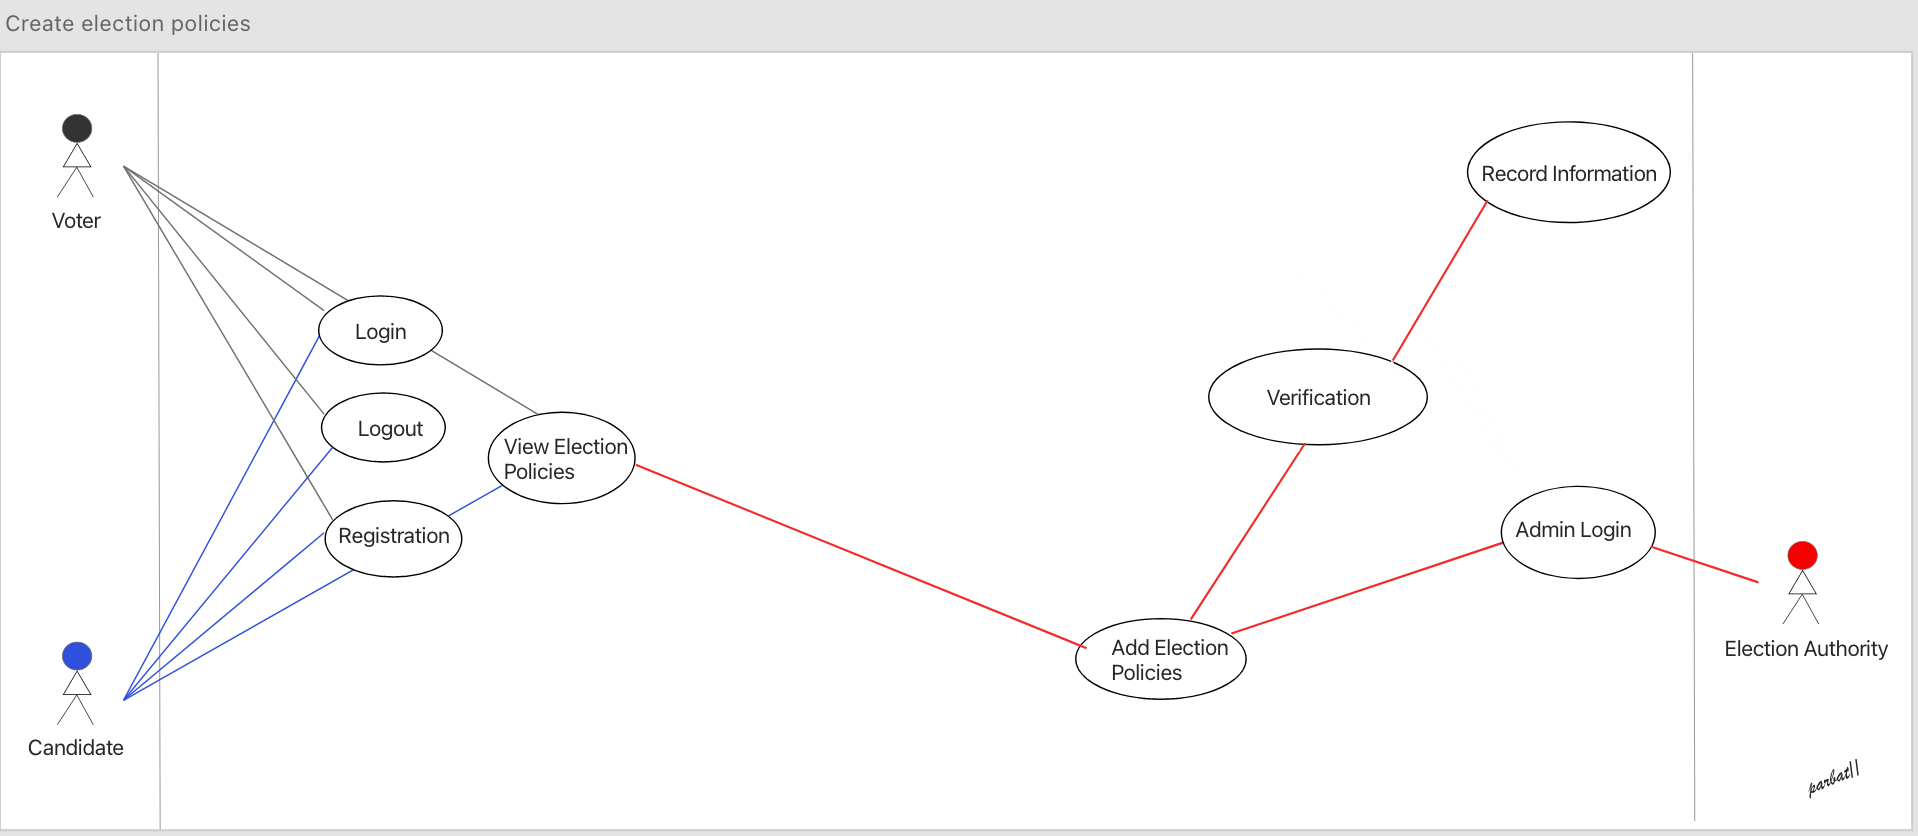 Create election policies
Voter
Record Information
Login
Verification
Logout
View Election
Policies
Registration
Admin Login
Add Election
Policies
Election Authority
Candidate
parbat||